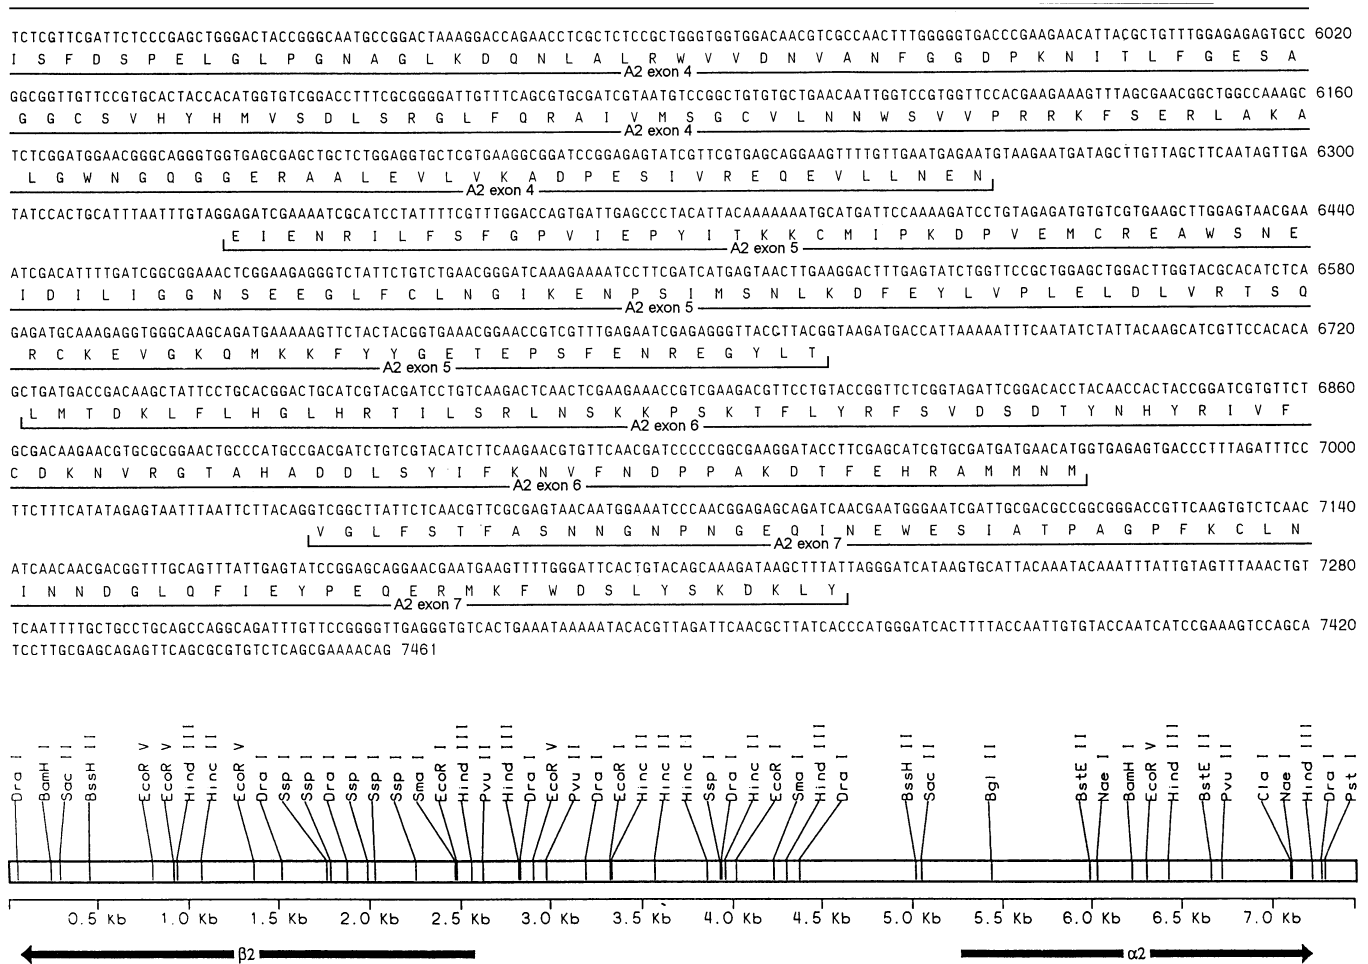 TCTCGTTCGATTCTCCCGAGCTGGGACTACCGGGCAATGCCGGACTAAAGGACCAGAACCTCGCTCTCCGCTGGGTGGTGGACAACGTCGCCAACTTTGGGGGTGACCCGAAGAACATTACGCTGTTTGGAGAGAGTGCC 6020
I S F D S P E L G L P G N A G L K D Q N L A L R W V V D N V A N F G G D P K N I T L F G E S A
A2 exon 4
GGCGGTTGTTCCGTGCACTACCACATGGTGTCGGACCTTTCGCGGGGATTGTTTCAGCGTGCGATCGTAATGTCCGGCTGTGTGCTGAACAATTGGTCCGTGGTTCCACGAAGAAAGTTTAGCGAACGGCTGGCCAAAGC 6160
G G C S V H Y H M V S D L S R G L F Q R A I V M S G C V L N N W S V V P R R K F S E R L A K A
A2 exon 4
TCTCGGATGGAACGGGCAGGGTGGTGAGCGAGCTGCTCTGGAGGTGCTCGTGAAGGCGGATCCGGAGAGTATCGTTCGTGAGCAGGAAGTTTTGTTGAATGAGAATGTAAGAATGATAGCTTGTTAGCTTCAATAGTTGA 6300
L G W N G Q G G E R A A L E V L V K A D P E S I V R E Q E V L L N E N
A2 exon 4
TATCCACTGCATTTAATTTGTAGGAGATCGAAAATCGCATCCTATTTTCGTTTGGACCAGTGATTGAGCCCTACATTACAAAAAAATGCATGATTCCAAAAGATCCTGTAGAGATGTGTCGTGAAGCTTGGAGTAACGAA 6440
E I E N R I L F S F G P V I E P Y I T K K C M I P K D P V E M C R E A W S N E
A2 exon 5
ATCGACATTTTGATCGGCGGAAACTCGGAAGAGGGTCTATTCTGTCTGAACGGGATCAAAGAAAATCCTTCGATCATGAGTAACTTGAAGGACTTTGAGTATCTGGTTCCGCTGGAGCTGGACTTGGTACGCACATCTCA 6580
I D I L I G G N S E E G L F C L N G I K E N P S I M S N L K D F E Y L V P L E L D L V R T S Q
A2 exon 5
GAGATGCAAAGAGGTGGGCAAGCAGATGAAAAAGTTCTACTACGGTGAAACGGAACCGTCGTTTGAGAATCGAGAGGGTTACCTTACGGTAAGATGACCATTAAAAATTTCAATATCTATTACAAGCATCGTTCCACACA 6720
R C K E V G K Q M K K F Y Y G E T E P S F E N R E G Y L T
A2 exon 5
GCTGATGACCGACAAGCTATTCCTGCACGGACTGCATCGTACGATCCTGTCAAGACTCAACTCGAAGAAACCGTCGAAGACGTTCCTGTACCGGTTCTCGGTAGATTCGGACACCTACAACCACTACCGGATCGTGTTCT 6860
L M T D K L F L H G L H R T I L S R L N S K K P S K T F L Y R F S V D S D T Y N H Y R I V F
A2 exon 6
GCGACAAGAACGTGCGCGGAACTGCCCATGCCGACGATCTGTCGTACATCTTCAAGAACGTGTTCAACGATCCCCCGGCGAAGGATACCTTCGAGCATCGTGCGATGATGAACATGGTGAGAGTGACCCTTTAGATTTCC 7000
C D K N V R G T A H A D D L S Y I F K N V F N D P P A K D T F E H R A M M N M
A2 exon 6
TTCTTTCATATAGAGTAATTTAATTCTTACAGGTCGGCTTATTCTCAACGTTCGCGAGTAACAATGGAAATCCCAACGGAGAGCAGATCAACGAATGGGAATCGATTGCGACGCCGGCGGGACCGTTCAAGTGTCTCAAC 7140
V G L F S T F A S N N G N P N G E Q I N E W E S I A T P A G P F K C L N
A2 exon 7
ATCAACAACGACGGTTTGCAGTTTATTGAGTATCCGGAGCAGGAACGAATGAAGTTTTGGGATTCACTGTACAGCAAAGATAAGCTTTATTAGGGATCATAAGTGCATTACAAATACAAATTTATTGTAGTTTAAACTGT 7280
I N N D G L Q F I E Y P E Q E R M K F W D S L Y S K D K L Y
A2 exon 7
TCAATTTTGCTGCCTGCAGCCAGGCAGATTTGTTCCGGGGTTGAGGGTGTCACTGAAATAAAAATACACGTTAGATTCAACGCTTATCACCCATGGGATCACTTTTACCAATTGTGTACCAATCATCCGAAAGTCCAGCA 7420
TCCTTGCGAGCAGAGTTCAGCGCGTGTCTCAGCGAAAACAG 7461
Dra I BamH I Sac I BssH II EcoR V EcoR V Hind III Hinc II EcoR V Dra I Ssp I Ssp I Dra I Ssp I Ssp I Ssp I Sma I EcoR I Hind III Pvu II Hind III Dra I EcoR V Pvu II Dra I EcoR I Hinc II Hinc II Hinc II Ssp I Dra I Hinc II EcoR I Sma I Hind III Dra I BssH II Sac II Bgl II BstE II Nae I BamH I EcoR V Hind III BstE II Pvu II Cla I Nae I Hind III Dra I Pst I
0.5 Kb 1.0 Kb 1.5 Kb 2.0 Kb 2.5 Kb 3.0 Kb 3.5 Kb 4.0 Kb 4.5 Kb 5.0 Kb 5.5 Kb 6.0 Kb 6.5 Kb 7.0 Kb
β2 α2